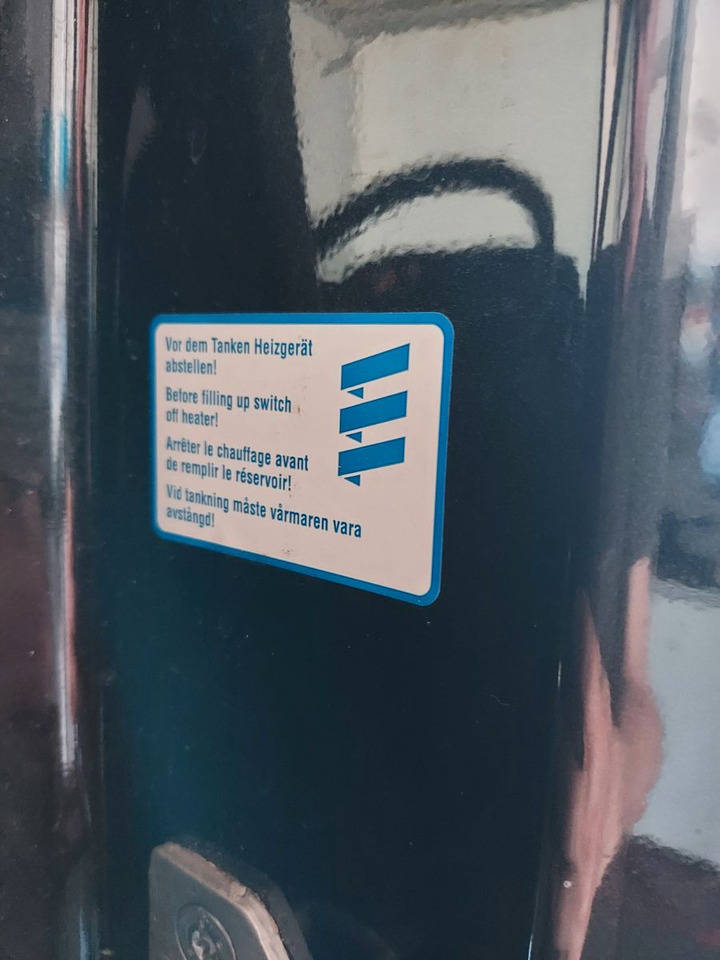 Vor dem Tanken Heizgerät
abstellen!
Before filling up switch
off heater!
Arrêter le chauffage avant
de remplir le réservoir!
Vid tankning måste vårmaren vara
avstångd!